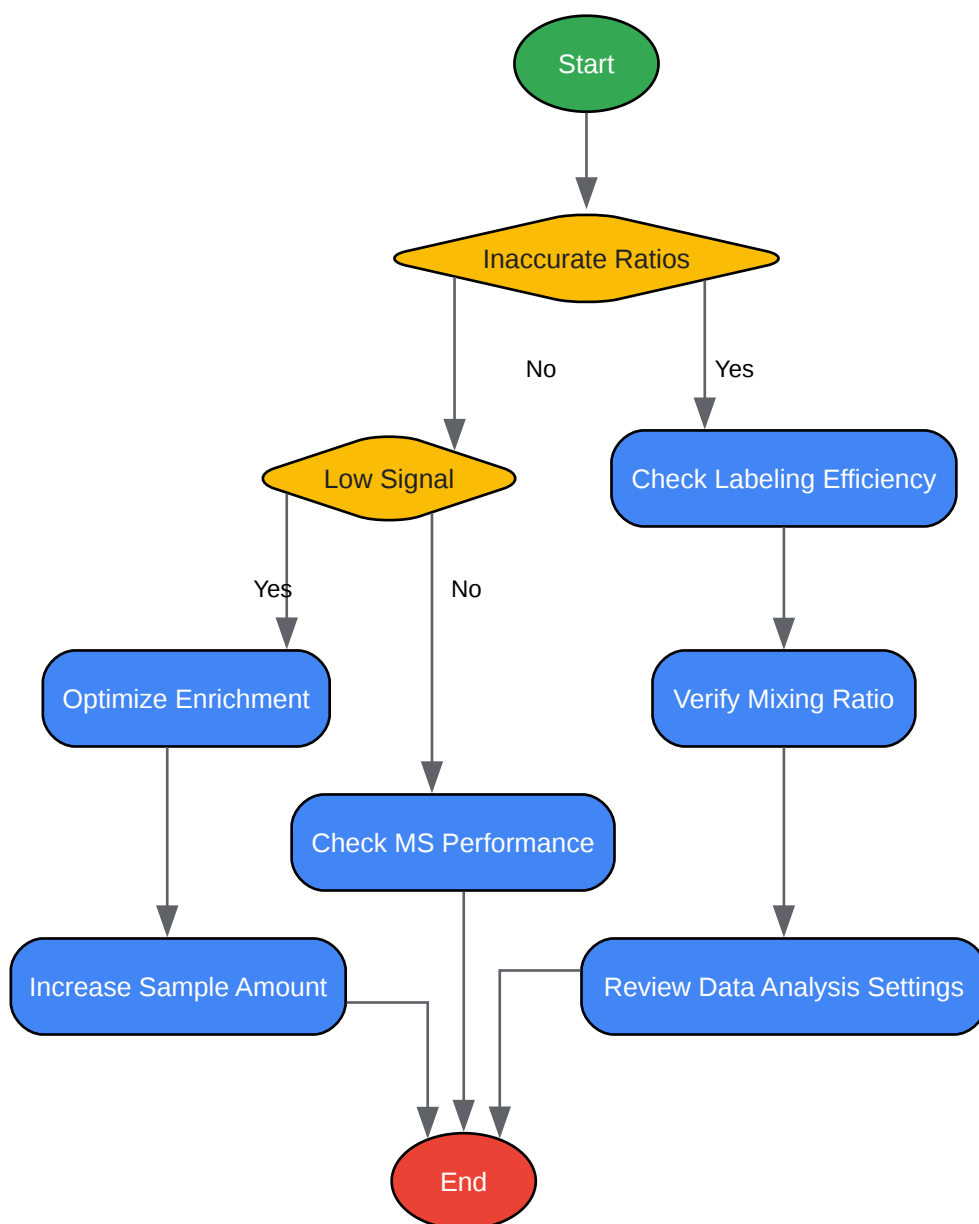 Start
Inaccurate Ratios
No
Yes
Low Signal
Check Labeling Efficiency
Yes
No
Optimize Enrichment
Verify Mixing Ratio
Check MS Performance
Increase Sample Amount
Review Data Analysis Settings
End